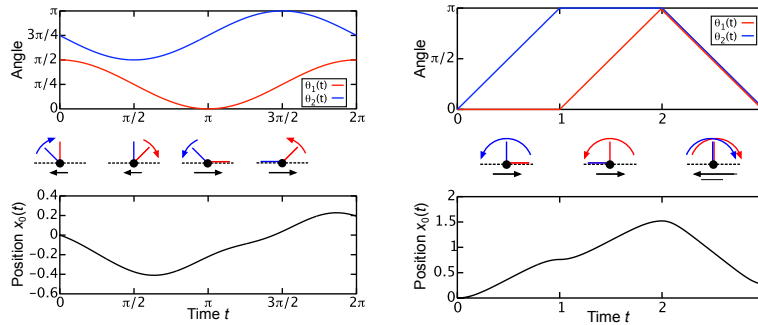 π
3π/4
π/2
π/4
0
Angle
θ1(t)
θ2(t)
0
π/2
π
3π/2
2π
0.4
0.2
0
−0.2
−0.4
−0.6
Position x0(t)
0
π/2
π
3π/2
2π
Time t
π
π/2
0
Angle
θ1(t)
θ2(t)
0
1
2
2
1.5
1
0.5
0
Position x0(t)
0
1
2
Time t